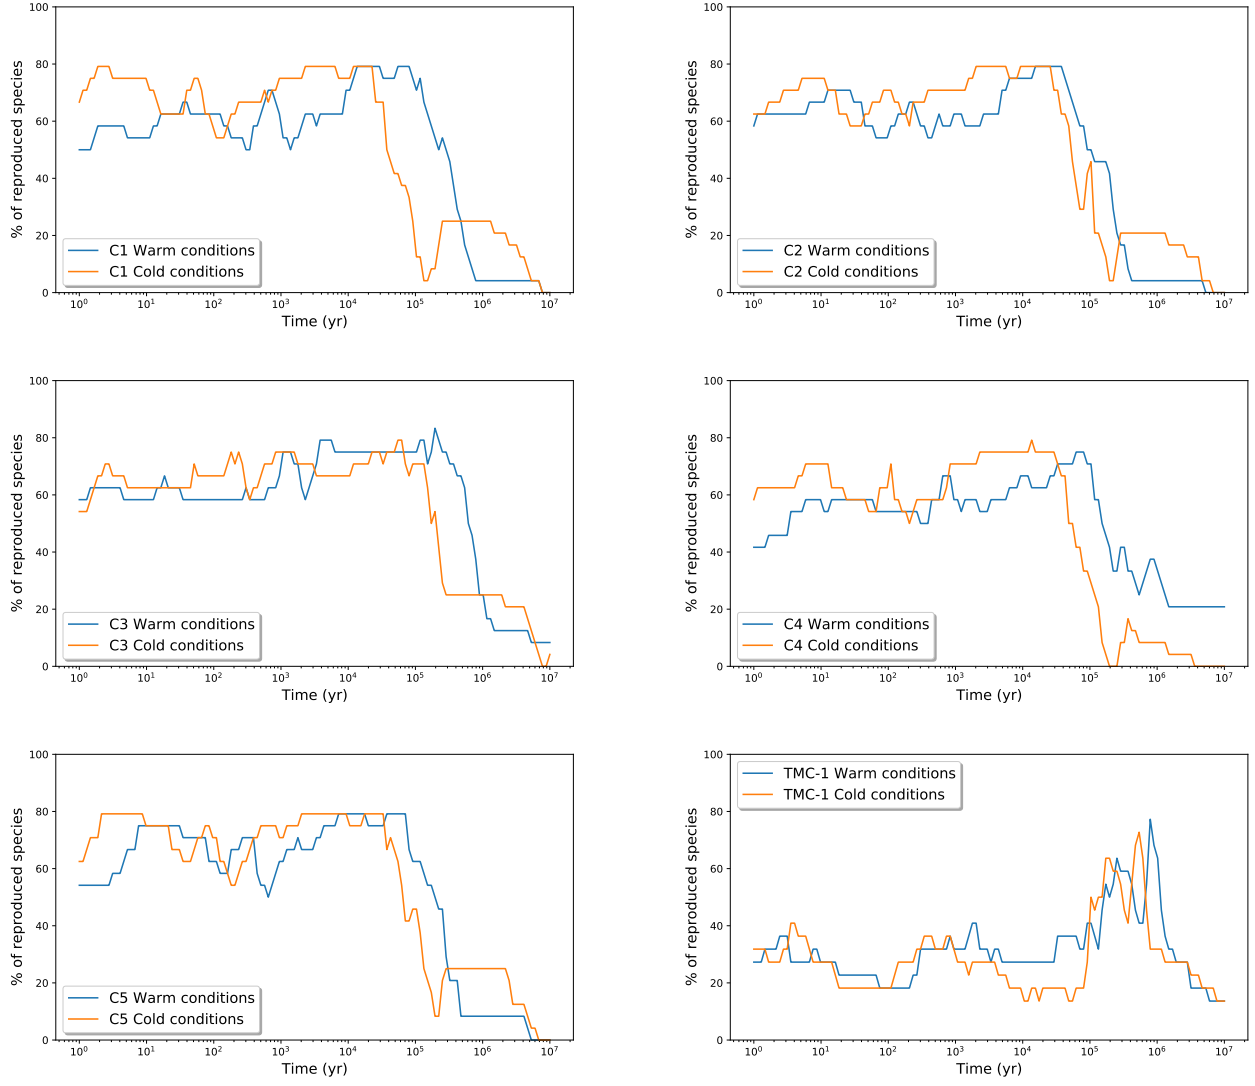 100
80
60
40
20
0
% of reproduced species
C1 Warm conditions
C1 Cold conditions
10^0 10^1 10^2 10^3 10^4 10^5 10^6 10^7
Time (yr)
100
80
60
40
20
0
% of reproduced species
C2 Warm conditions
C2 Cold conditions
10^0 10^1 10^2 10^3 10^4 10^5 10^6 10^7
Time (yr)
100
80
60
40
20
0
% of reproduced species
C3 Warm conditions
C3 Cold conditions
10^0 10^1 10^2 10^3 10^4 10^5 10^6 10^7
Time (yr)
100
80
60
40
20
0
% of reproduced species
C4 Warm conditions
C4 Cold conditions
10^0 10^1 10^2 10^3 10^4 10^5 10^6 10^7
Time (yr)
100
80
60
40
20
0
% of reproduced species
C5 Warm conditions
C5 Cold conditions
10^0 10^1 10^2 10^3 10^4 10^5 10^6 10^7
Time (yr)
100
80
60
40
20
0
% of reproduced species
TMC-1 Warm conditions
TMC-1 Cold conditions
10^0 10^1 10^2 10^3 10^4 10^5 10^6 10^7
Time (yr)